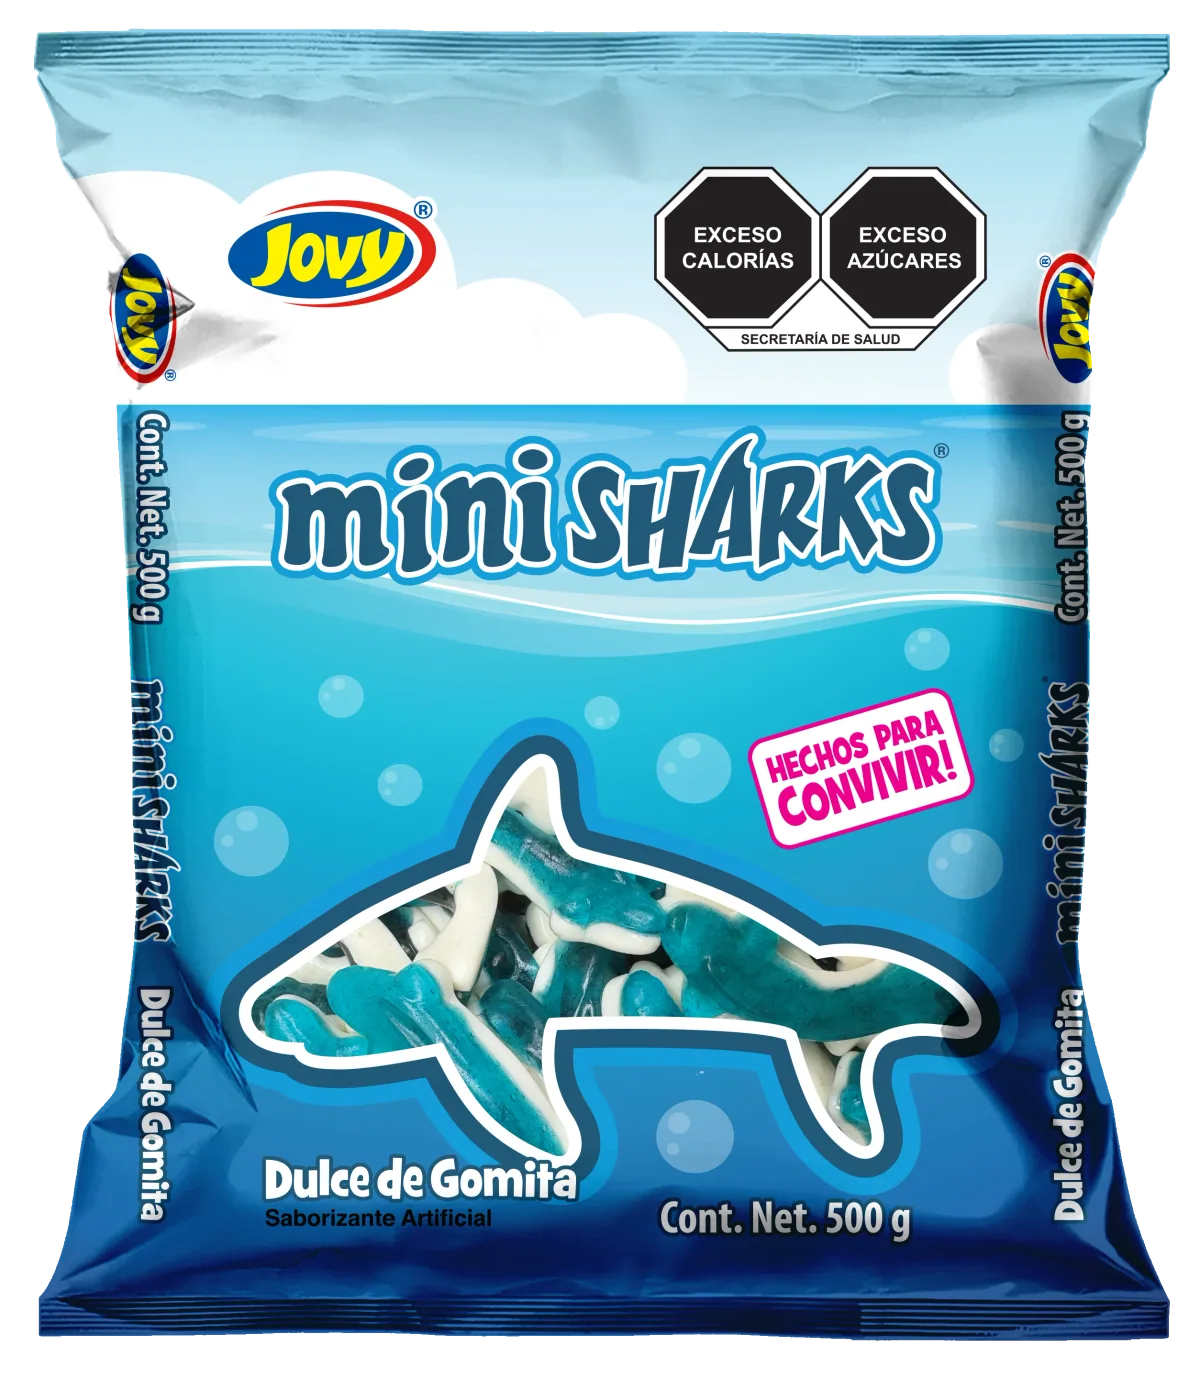 Jovy®
EXCESO
CALORÍAS
EXCESO
AZÚCARES
SECRETARÍA DE SALUD
Jovy®
Jovy®
Cont. Net. 500 g
Cont. Net. 500 g
mini SHARKS®
HECHOS PARA
CONVIVIR!
mini SHARKS
mini SHARKS
Dulce de Gomita
Dulce de Gomita
Dulce de Gomita
Saborizante Artificial
Cont. Net. 500 g